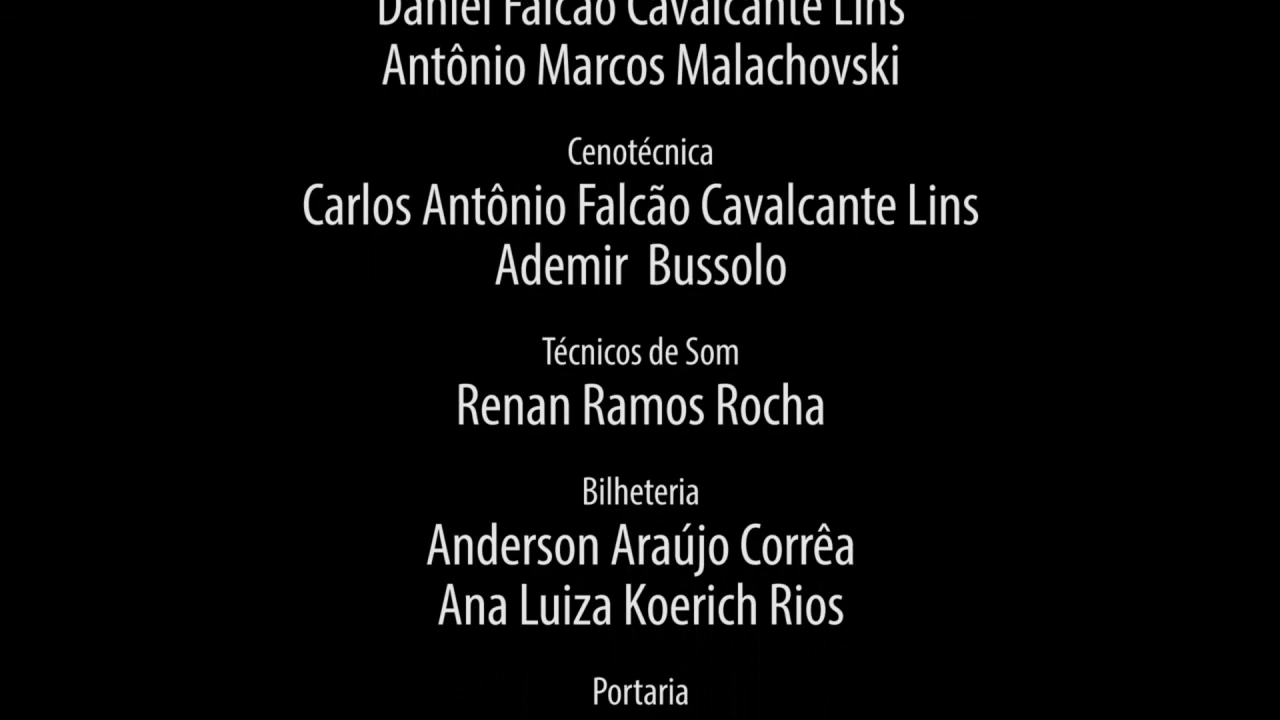 Daniel Falcão Cavalcante Lins
Antônio Marcos Malachovski
Cenotécnica
Carlos Antônio Falcão Cavalcante Lins
Ademir Bussolo
Técnicos de Som
Renan Ramos Rocha
Bilheteria
Anderson Araújo Corrêa
Ana Luiza Koerich Rios
Portaria